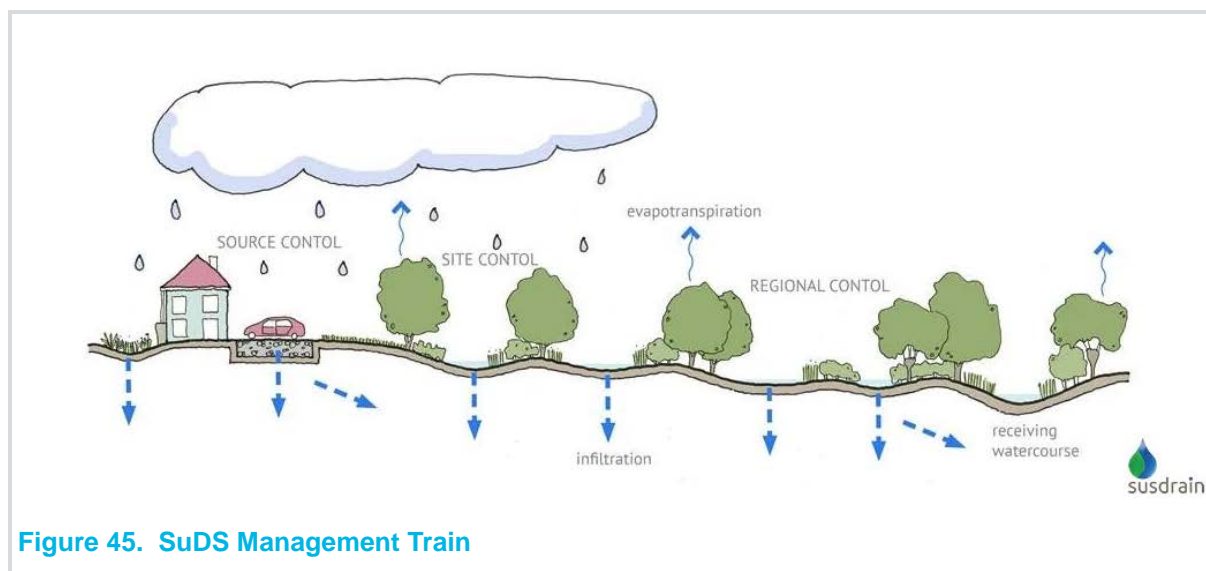 evapotranspiration
SOURCE CONTOL
SITE CONTOL
REGIONAL CONTOL
infiltration
receiving
watercourse
susdrain
Figure 45. SuDS Management Train